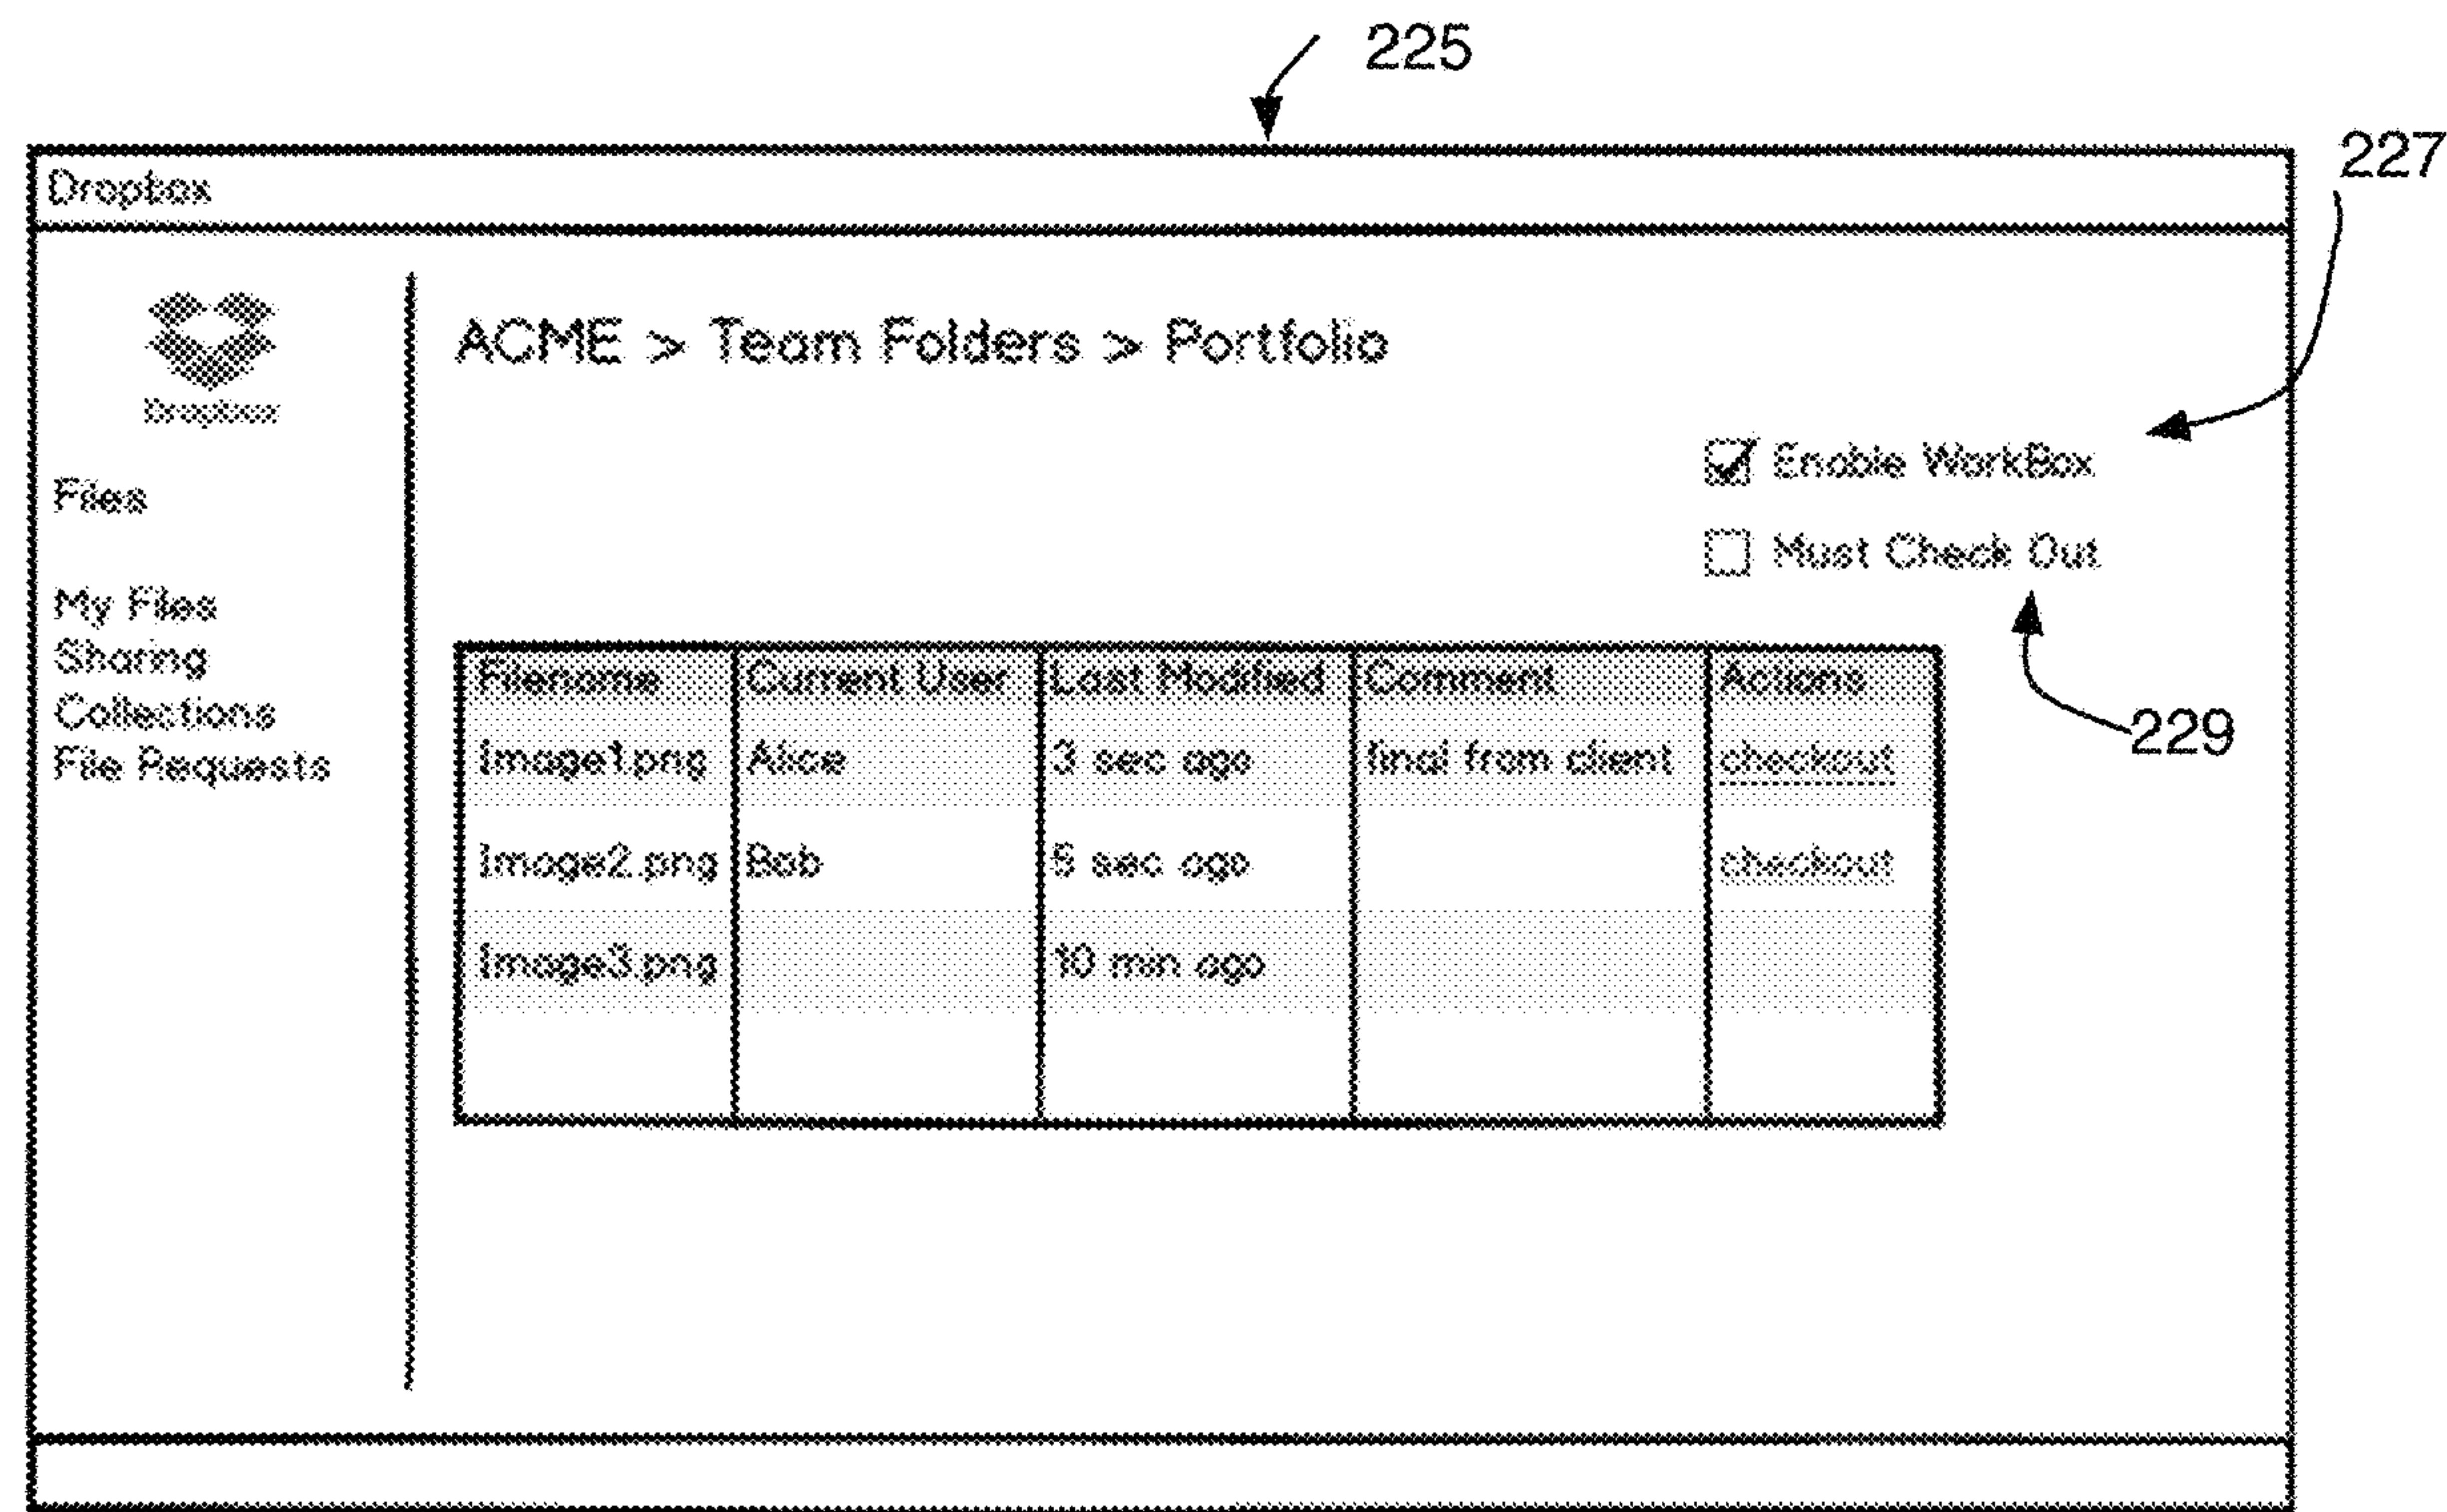 225
227
Dropbox
Dropbox
Files
My Files
Sharing
Collections
File Requests
ACME > Team Folders > Portfolio
Enable WorkBox
Must Check Out
229
Filename Current User Last Modified Comment Actions
Image1.png Alice 3 sec ago final from client checkout
Image2.png Bob 5 sec ago checkout
Image3.png 10 min ago